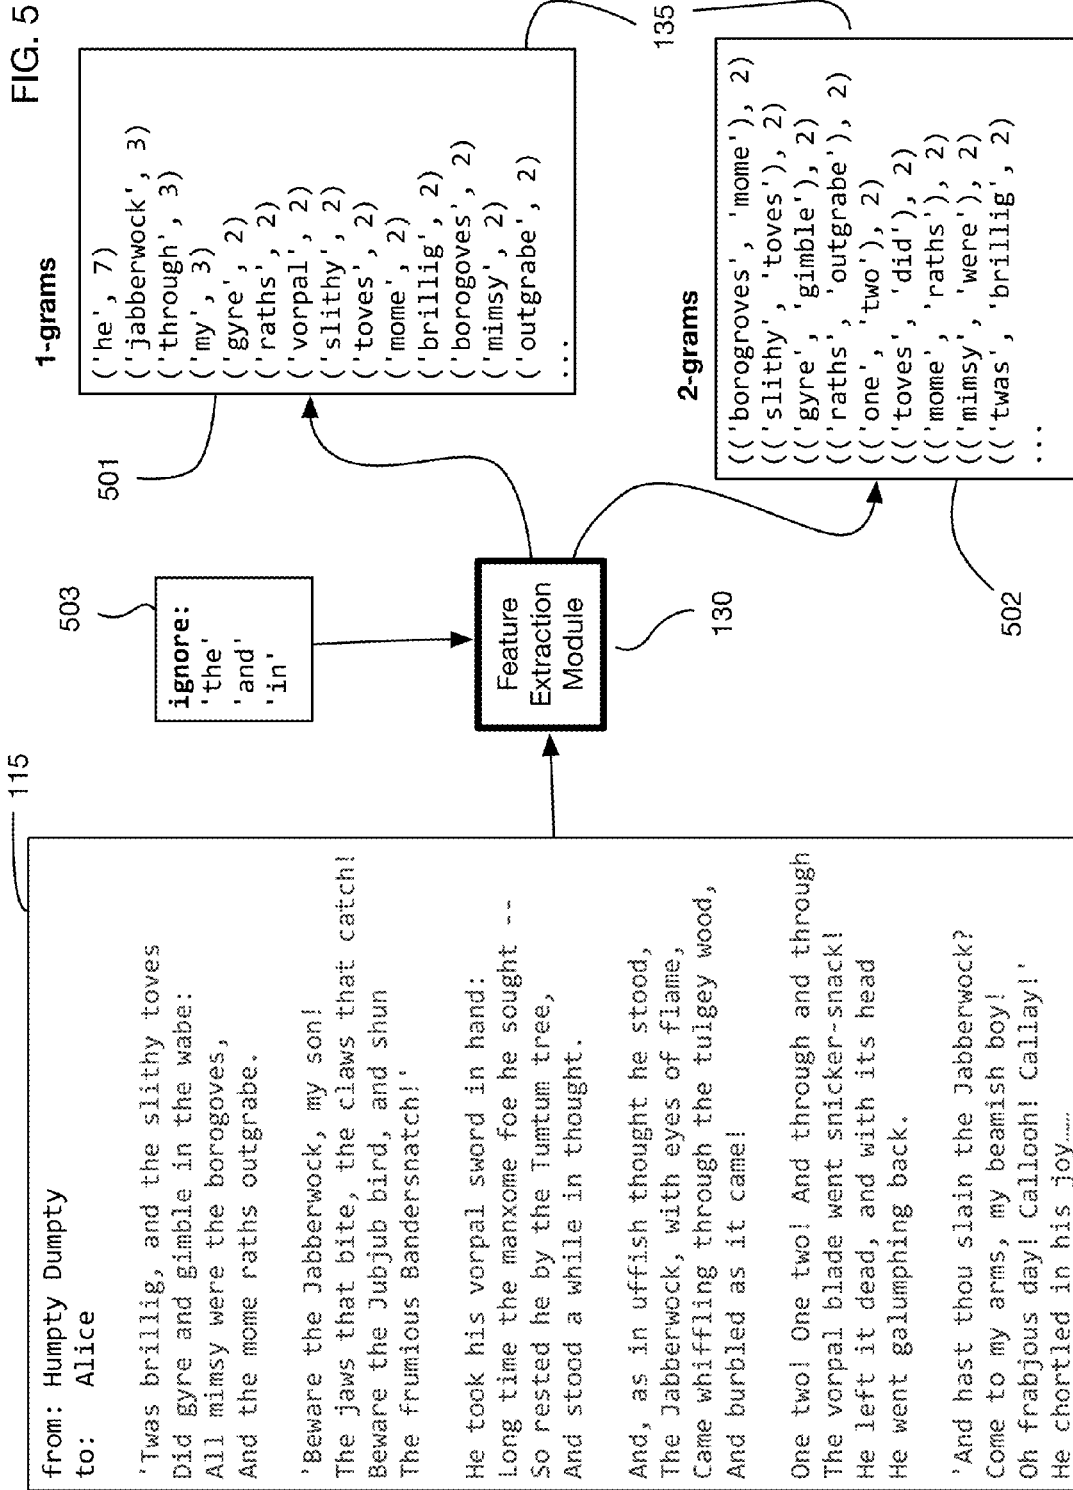 FIG. 5
115
from: Humpty Dumpty
to: Alice
'Twas brillig, and the slithy toves
Did gyre and gimble in the wabe:
All mimsy were the borogoves,
And the mome raths outgrabe.
'Beware the Jabberwock, my son!
The jaws that bite, the claws that catch!
Beware the Jubjub bird, and shun
The frumious Bandersnatch!'
He took his vorpal sword in hand:
Long time the manxome foe he sought --
So rested he by the Tumtum tree,
And stood a while in thought.
And, as in uffish thought he stood,
The Jabberwock, with eyes of flame,
Came whiffling through the tulgey wood,
And burbled as it came!
One two! One two! And through and through
The vorpal blade went snicker-snack!
He left it dead, and with its head
He went galumphing back.
'And hast thou slain the Jabberwock?
Come to my arms, my beamish boy!
Oh frabjous day! Callooh! Callay!'
He chortled in his joy......
503
ignore:
'the'
'and'
'in'
Feature
Extraction
Module
130
501
1-grams
('he', 7)
('jabberwock', 3)
('through', 3)
('my', 3)
('gyre', 2)
('raths', 2)
('vorpal', 2)
('slithy', 2)
('toves', 2)
('mome', 2)
('brillig', 2)
('borogoves', 2)
('mimsy', 2)
('outgrabe', 2)
...
135
2-grams
(('borogroves', 'mome'), 2)
(('slithy', 'toves'), 2)
(('gyre', 'gimble'), 2)
(('raths', 'outgrabe'), 2)
(('one', 'two'), 2)
(('toves', 'did'), 2)
(('mome', 'raths'), 2)
(('mimsy', 'were'), 2)
(('twas', 'brillig', 2)
...
502